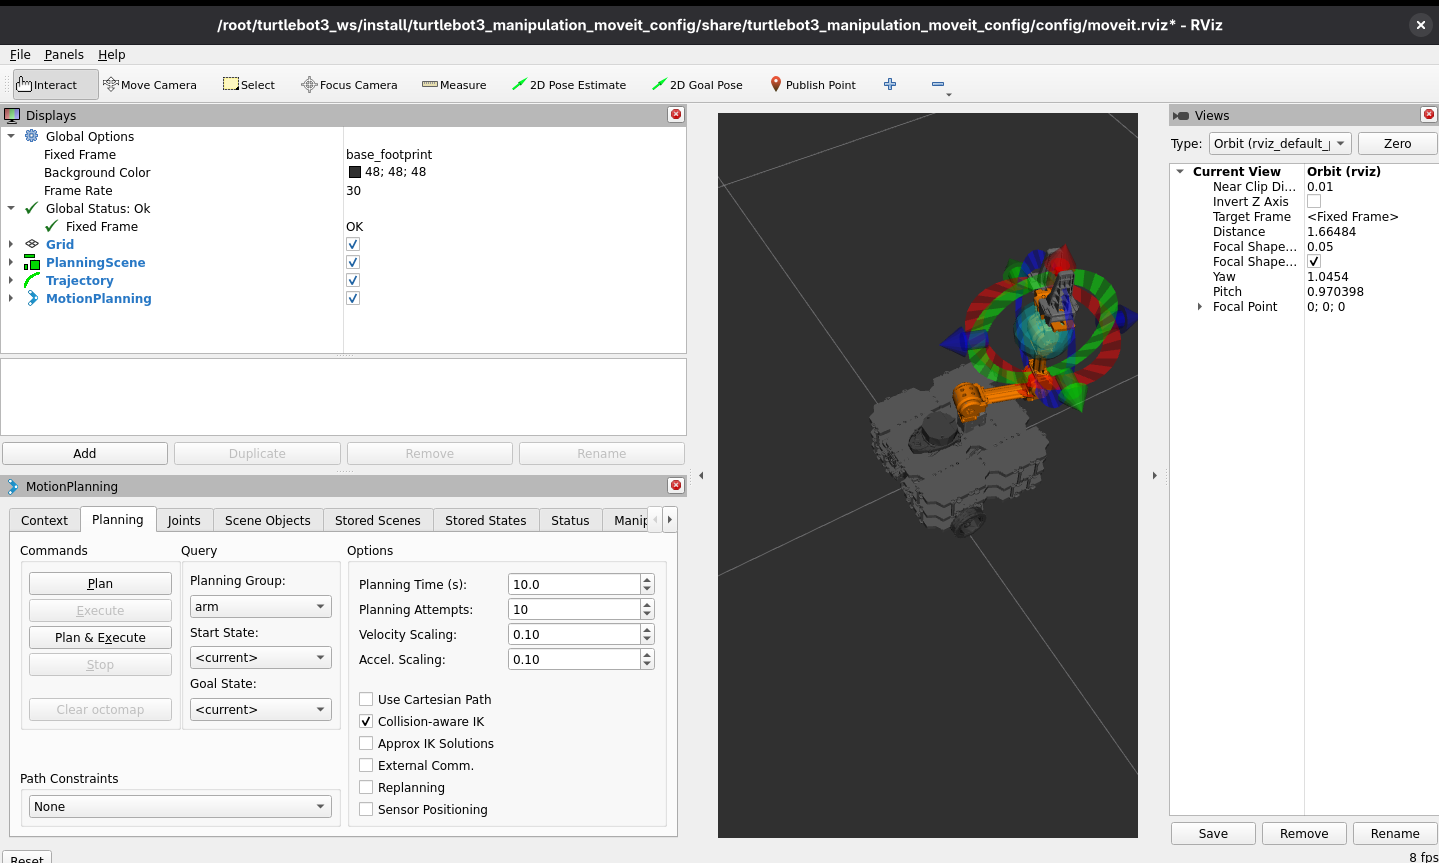 /root/turtlebot3_ws/install/turtlebot3_manipulation_moveit_config/share/turtlebot3_manipulation_moveit_config/config/moveit.rviz* - RViz
File Panels Help
Interact Move Camera Select Focus Camera Measure 2D Pose Estimate 2D Goal Pose Publish Point
Displays
Global Options
Fixed Frame base_footprint
Background Color 48; 48; 48
Frame Rate 30
Global Status: Ok
Fixed Frame OK
Grid
PlanningScene
Trajectory
MotionPlanning
Add Duplicate Remove Rename
MotionPlanning
Context Planning Joints Scene Objects Stored Scenes Stored States Status Manip
Commands
Plan
Execute
Plan & Execute
Stop
Clear octomap
Query
Planning Group:
arm
Start State:
<current>
Goal State:
<current>
Options
Planning Time (s): 10.0
Planning Attempts: 10
Velocity Scaling: 0.10
Accel. Scaling: 0.10
Use Cartesian Path
Collision-aware IK
Approx IK Solutions
External Comm.
Replanning
Sensor Positioning
Path Constraints
None
Reset
Views
Type: Orbit (rviz_default_ Zero
Current View Orbit (rviz)
Near Clip Di... 0.01
Invert Z Axis
Target Frame <Fixed Frame>
Distance 1.66484
Focal Shape... 0.05
Focal Shape...
Yaw 1.0454
Pitch 0.970398
Focal Point 0; 0; 0
Save Remove Rename
8 fps